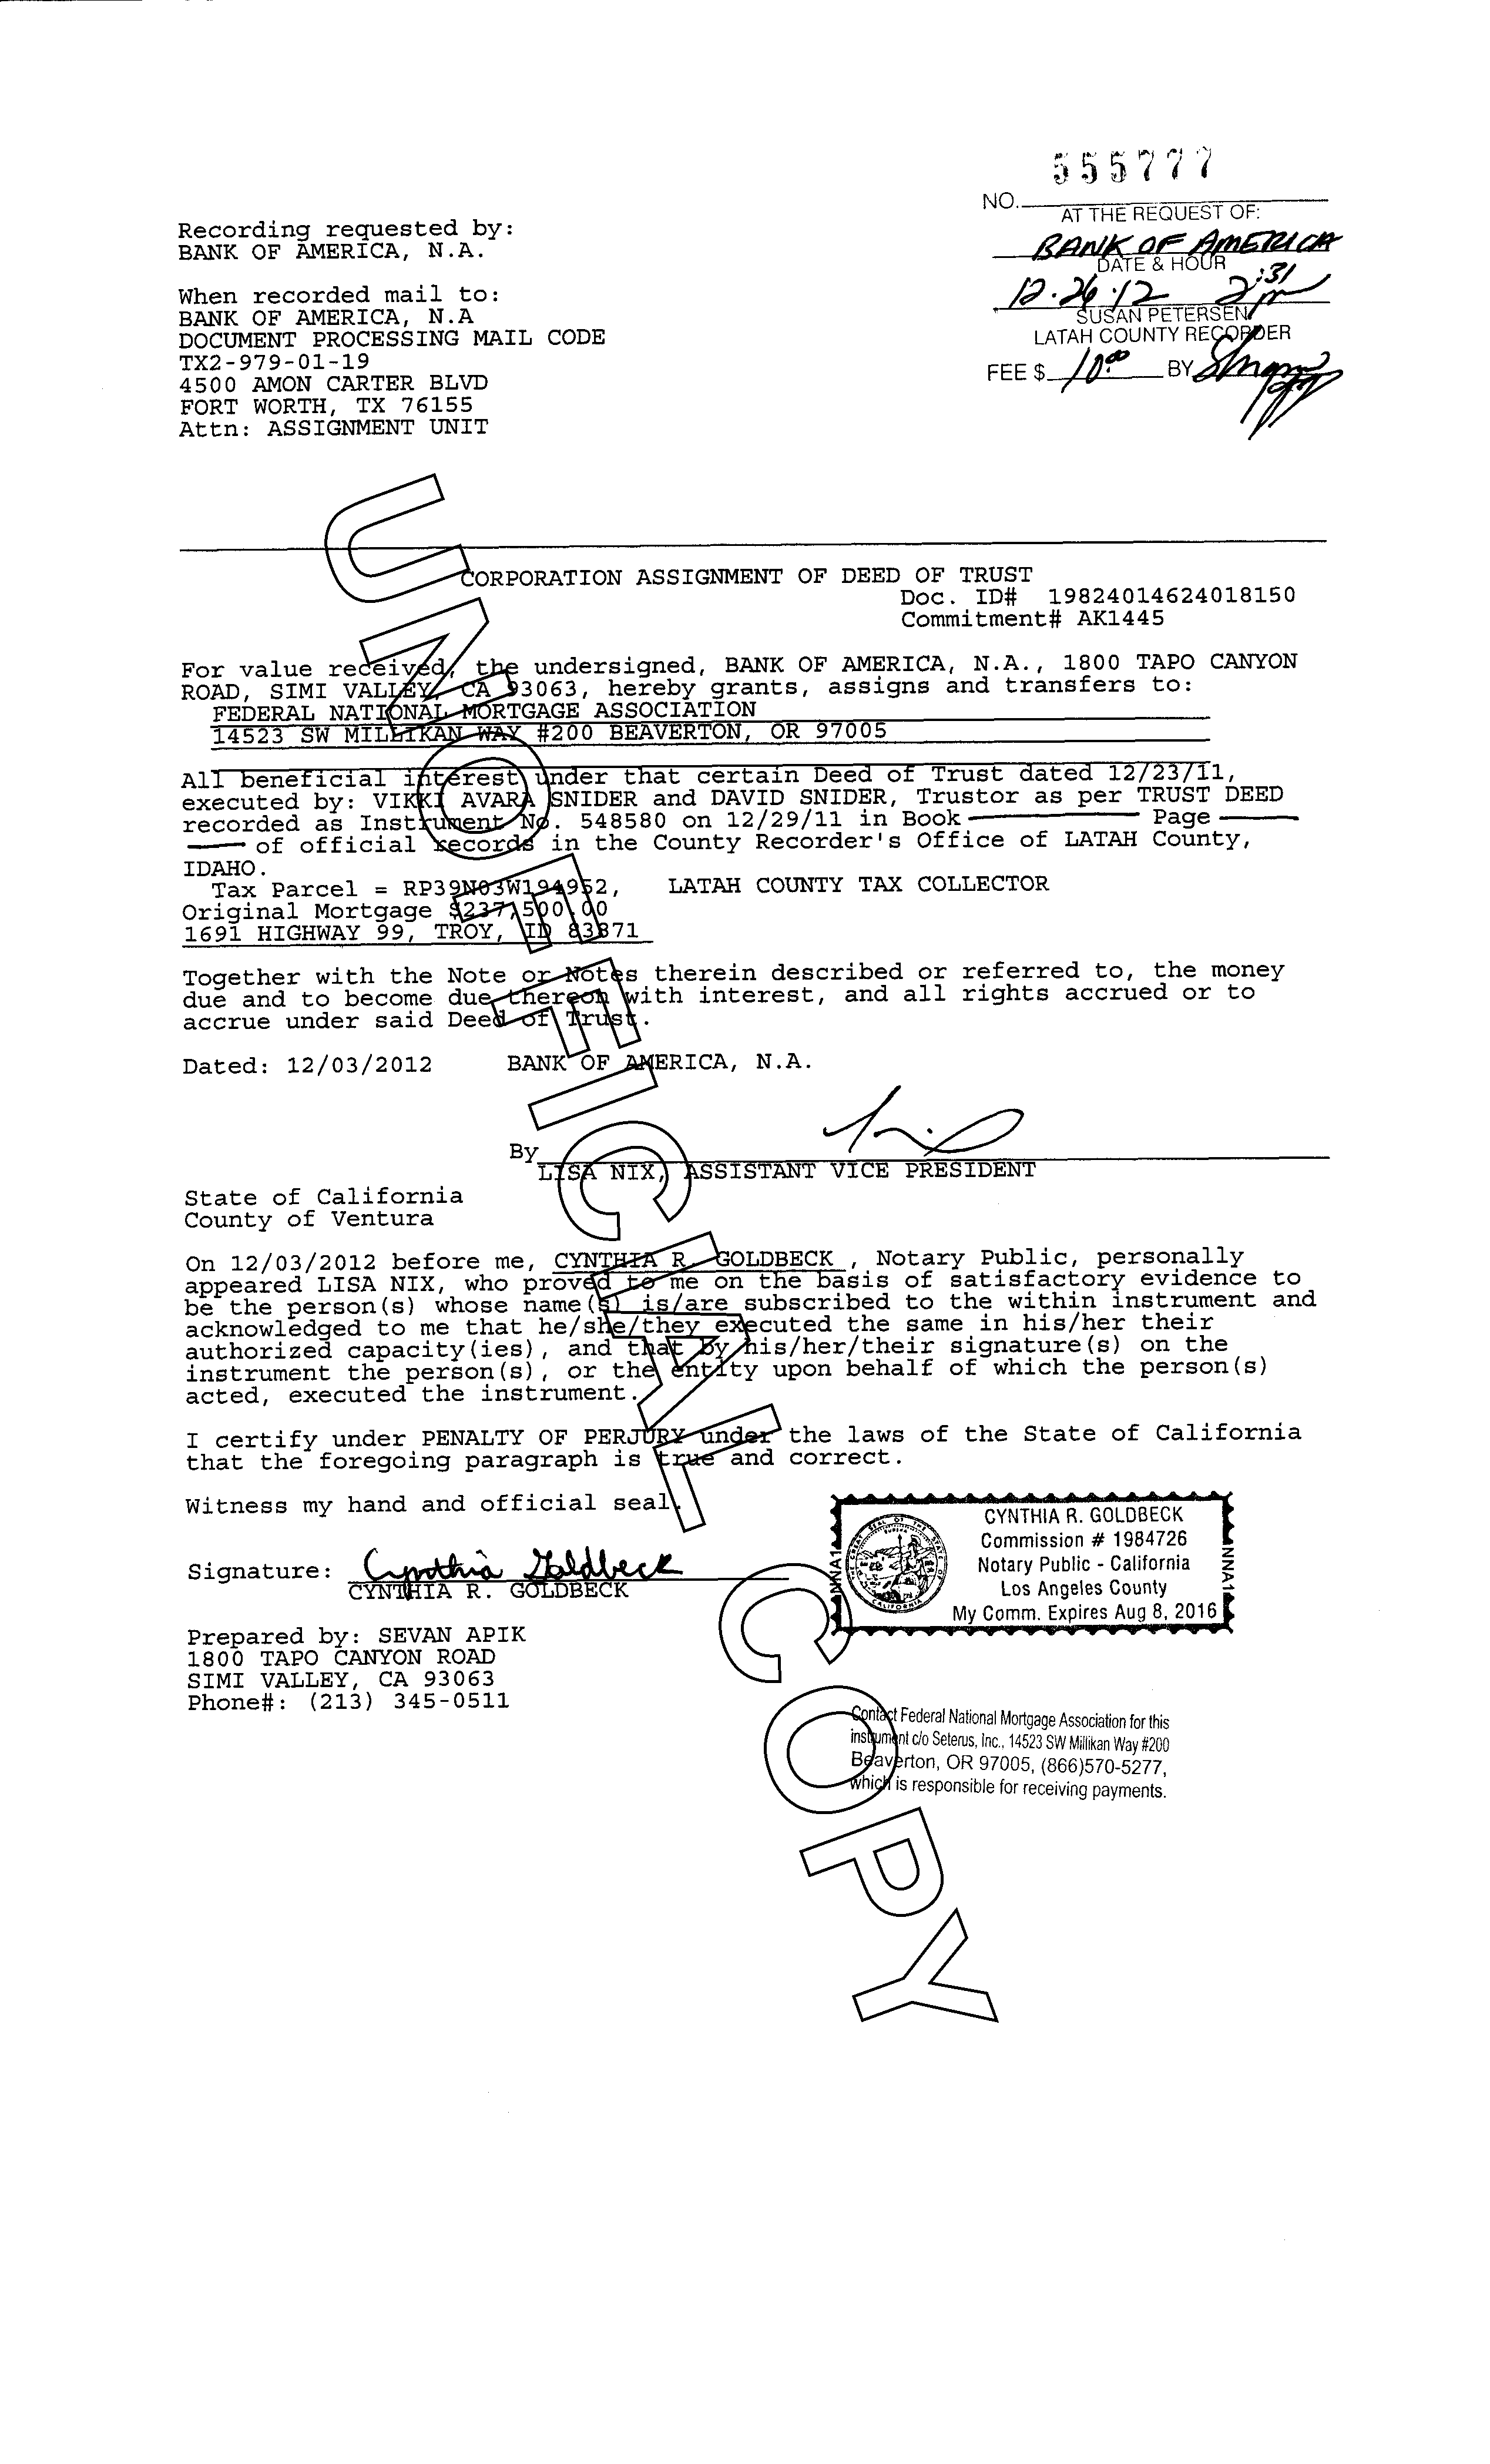 555777
NO.
AT THE REQUEST OF:
BANK OF AMERICA
DATE & HOUR
12.26.12 2:31 pm
SUSAN PETERSEN
LATAH COUNTY RECORDER
FEE $ 10.00 BY
Recording requested by:
BANK OF AMERICA, N.A.
When recorded mail to:
BANK OF AMERICA, N.A
DOCUMENT PROCESSING MAIL CODE
TX2-979-01-19
4500 AMON CARTER BLVD
FORT WORTH, TX 76155
Attn: ASSIGNMENT UNIT
CORPORATION ASSIGNMENT OF DEED OF TRUST
Doc. ID# 19824014624018150
Commitment# AK1445
For value received, the undersigned, BANK OF AMERICA, N.A., 1800 TAPO CANYON
ROAD, SIMI VALLEY, CA 93063, hereby grants, assigns and transfers to:
FEDERAL NATIONAL MORTGAGE ASSOCIATION
14523 SW MILLIKAN WAY #200 BEAVERTON, OR 97005
All beneficial interest under that certain Deed of Trust dated 12/23/11,
executed by: VIKKI AVARA SNIDER and DAVID SNIDER, Trustor as per TRUST DEED
recorded as Instrument No. 548580 on 12/29/11 in Book Page
of official records in the County Recorder's Office of LATAH County,
IDAHO.
Tax Parcel = RP39N03W194952, LATAH COUNTY TAX COLLECTOR
Original Mortgage $237,500.00
1691 HIGHWAY 99, TROY, ID 83871
Together with the Note or Notes therein described or referred to, the money
due and to become due thereon with interest, and all rights accrued or to
accrue under said Deed of Trust.
Dated: 12/03/2012 BANK OF AMERICA, N.A.
By
LISA NIX, ASSISTANT VICE PRESIDENT
State of California
County of Ventura
On 12/03/2012 before me, CYNTHIA R. GOLDBECK , Notary Public, personally
appeared LISA NIX, who proved to me on the basis of satisfactory evidence to
be the person(s) whose name(s) is/are subscribed to the within instrument and
acknowledged to me that he/she/they executed the same in his/her their
authorized capacity(ies), and that by his/her/their signature(s) on the
instrument the person(s), or the entity upon behalf of which the person(s)
acted, executed the instrument.
I certify under PENALTY OF PERJURY under the laws of the State of California
that the foregoing paragraph is true and correct.
Witness my hand and official seal.
Signature: Cynthia Goldbeck
CYNTHIA R. GOLDBECK
CYNTHIA R. GOLDBECK
Commission # 1984726
Notary Public - California
Los Angeles County
My Comm. Expires Aug 8, 2016
NNA1
NNA1
Prepared by: SEVAN APIK
1800 TAPO CANYON ROAD
SIMI VALLEY, CA 93063
Phone#: (213) 345-0511
Contact Federal National Mortgage Association for this
instrument c/o Seterus, Inc., 14523 SW Millikan Way #200
Beaverton, OR 97005, (866)570-5277,
which is responsible for receiving payments.
UNOFFICIAL COPY